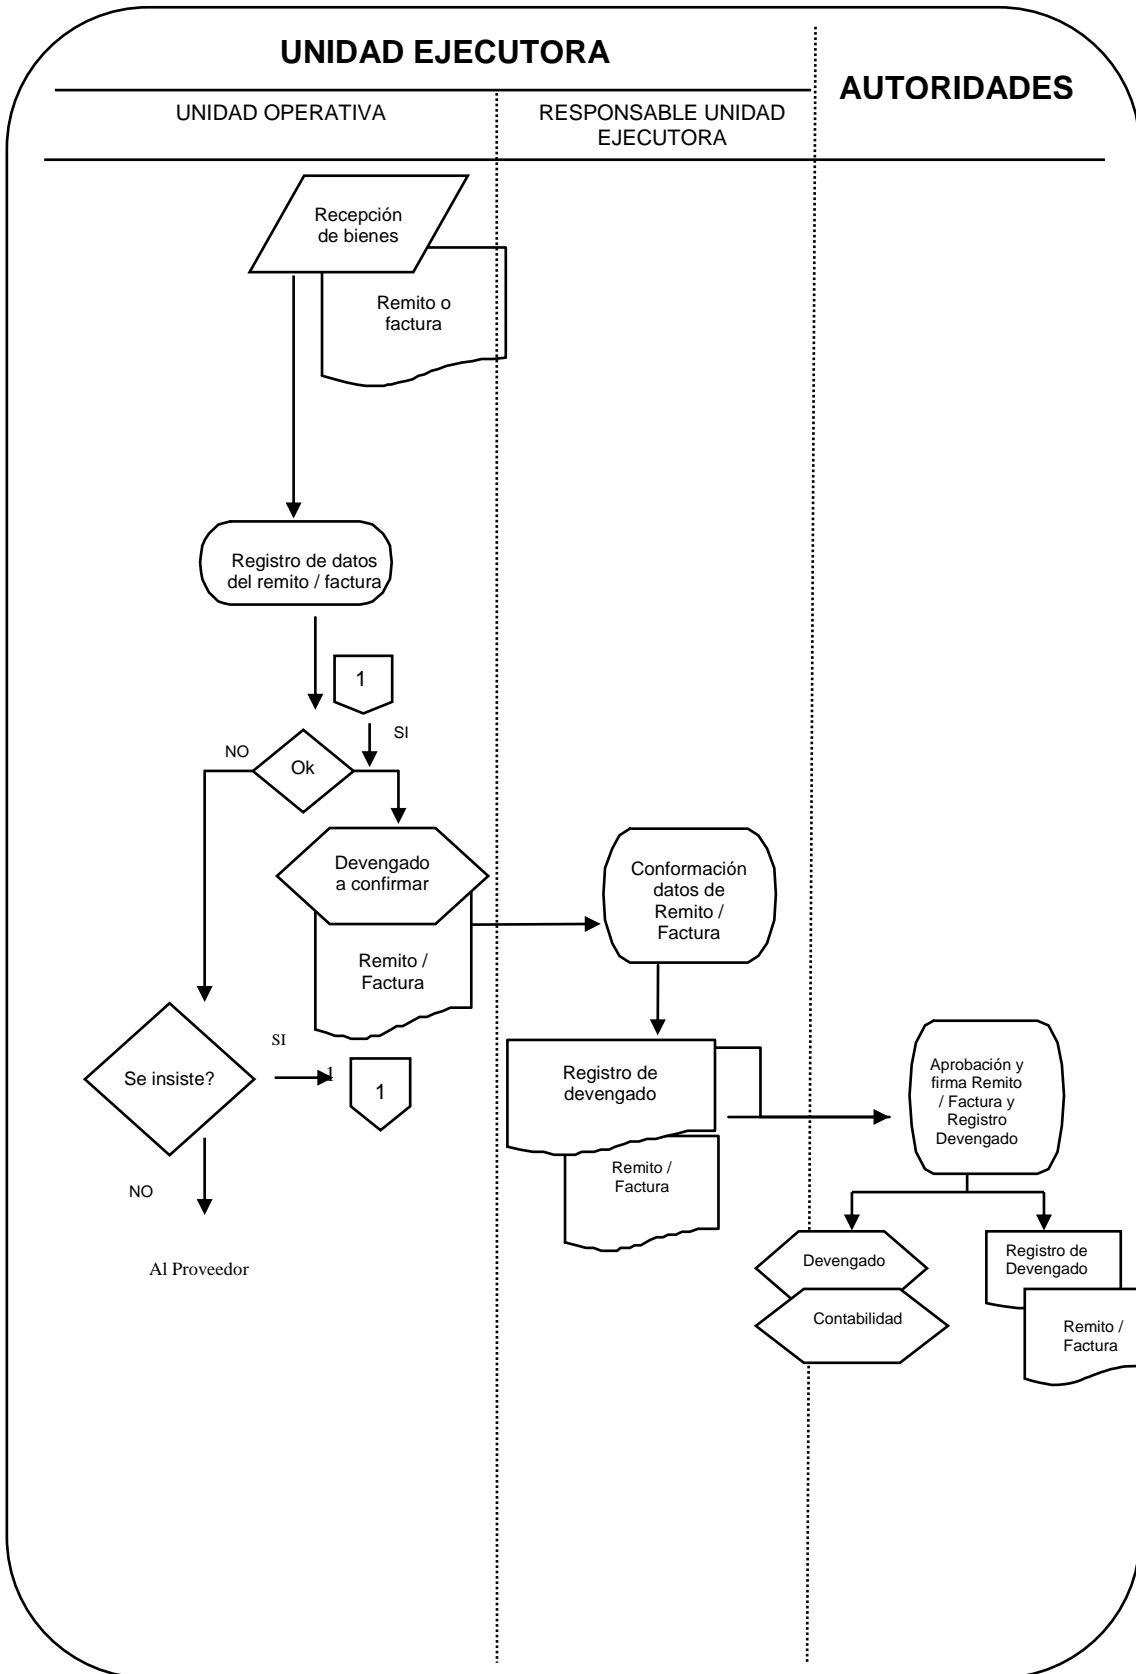 UNIDAD EJECUTORA
AUTORIDADES
UNIDAD OPERATIVA
RESPONSABLE UNIDAD
EJECUTORA
Recepción
de bienes
Remito o
factura
Registro de datos
del remito / factura
1
SI
NO
Ok
Devengado
a confirmar
Remito /
Factura
Conformación
datos de
Remito /
Factura
SI
Se insiste?
1
1
NO
Al Proveedor
Registro de
devengado
Remito /
Factura
Aprobación y
firma Remito
/ Factura y
Registro
Devengado
Devengado
Contabilidad
Registro de
Devengado
Remito /
Factura